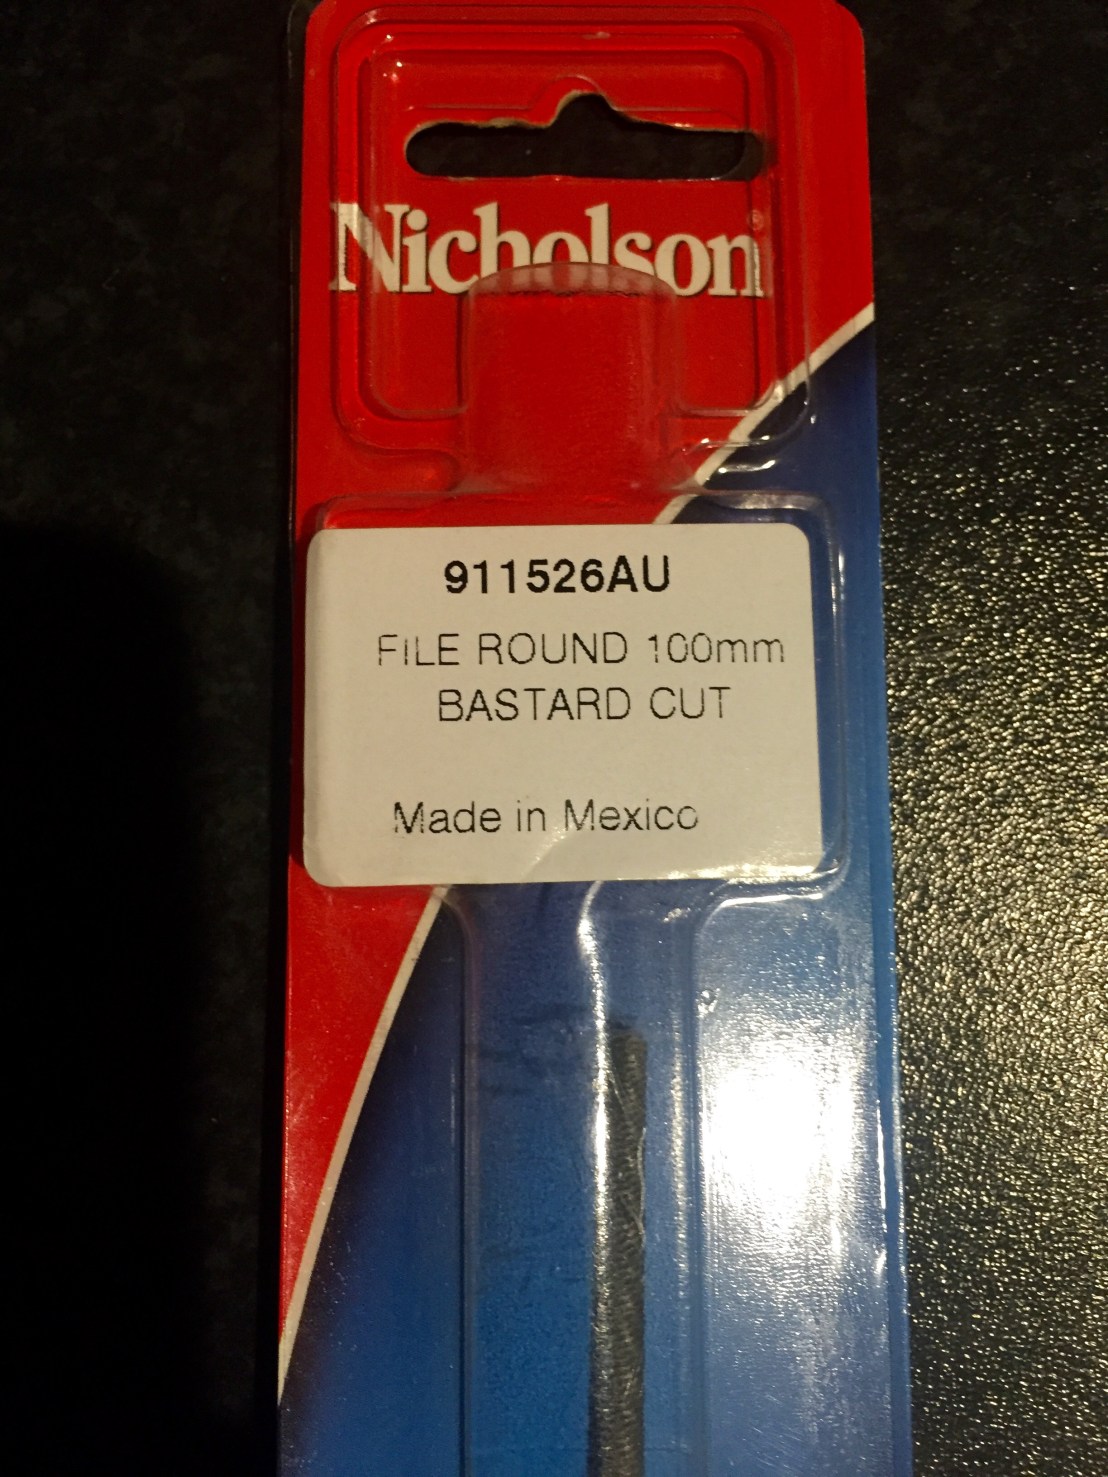 Nicholson
911526AU
FILE ROUND 100mm
BASTARD CUT
Made in Mexico